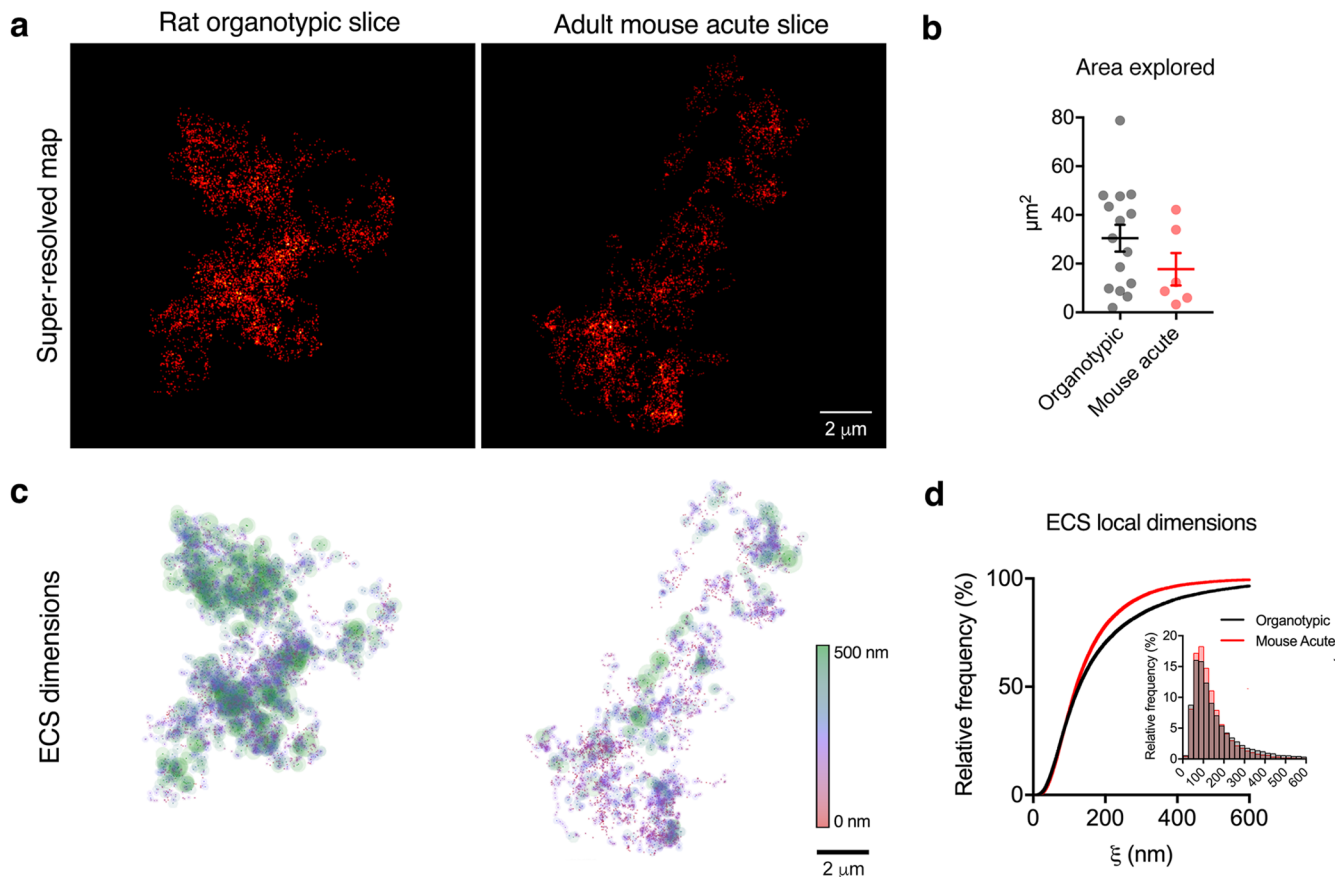 a
Rat organotypic slice
Adult mouse acute slice
Super-resolved map
2 μm
b
Area explored
μm²
80
60
40
20
0
Organotypic
Mouse acute
c
ECS dimensions
500 nm
0 nm
2 μm
d
ECS local dimensions
Relative frequency (%)
100
50
0
0
200
400
600
ξ (nm)
Organotypic
Mouse Acute
Relative frequency (%)
20
15
10
5
0
0
100
200
300
400
500
600